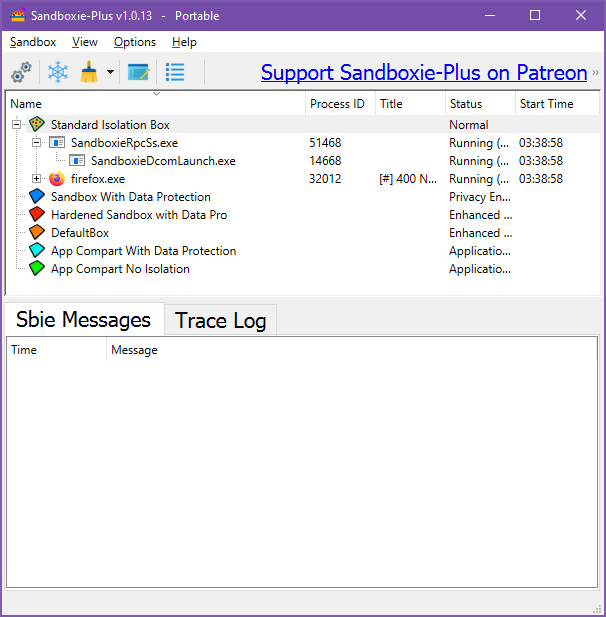 Sandboxie-Plus v1.0.13 - Portable
Sandbox View Options Help
Support Sandboxie-Plus on Patreon »
Name Process ID Title Status Start Time
Standard Isolation Box Normal
SandboxieRpcSs.exe 51468 Running (... 03:38:58
SandboxieDcomLaunch.exe 14668 Running (... 03:38:58
firefox.exe 32012 [#] 400 N... Running (... 03:38:58
Sandbox With Data Protection Privacy En...
Hardened Sandbox with Data Pro Enhanced ...
DefaultBox Enhanced ...
App Compart With Data Protection Applicatio...
App Compart No Isolation Applicatio...
Sbie Messages Trace Log
Time Message